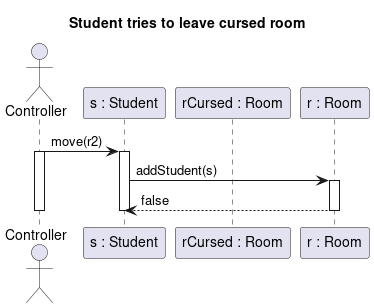 Student tries to leave cursed room
Controller
s : Student
rCursed : Room
r : Room
move(r2)
addStudent(s)
false
Controller
s : Student
rCursed : Room
r : Room